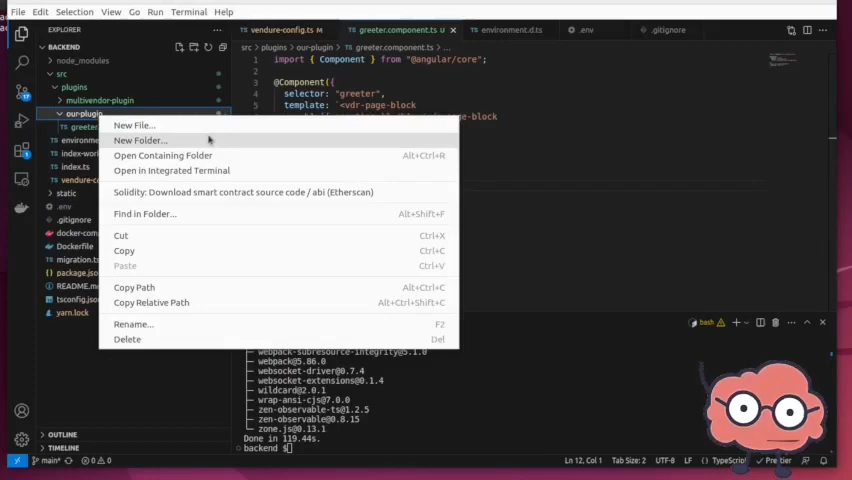 File Edit Selection View Go Run Terminal Help
EXPLORER
vendure-config.ts M
greeter.component.ts U
environment.d.ts
.env
.gitignore
BACKEND
src > plugins > our-plugin > greeter.component.ts > ...
node_modules
src
plugins
multivendor-plugin
our-plugin
greeter.
environme
index-work
index.ts
vendure-co
static
.env
.gitignore
docker-com
Dockerfile
migration.ts
package.jso
README.m
tsconfig.jso
yarn.lock
OUTLINE
TIMELINE
1 import { Component } from "@angular/core";
2
3 @Component({
4 selector: "greeter",
5 template: `<vdr-page-block
page-block
New File...
New Folder...
Open Containing Folder Alt+Ctrl+R
Open in Integrated Terminal
Solidity: Download smart contract source code / abi (Etherscan)
Find in Folder... Alt+Shift+F
Cut Ctrl+X
Copy Ctrl+C
Paste Ctrl+V
Copy Path Alt+Ctrl+C
Copy Relative Path Alt+Ctrl+Shift+C
Rename... F2
Delete Del
bash
├─ webpack-subresource-integrity@5.1.0
├─ webpack@5.86.0
├─ websocket-driver@0.7.4
├─ websocket-extensions@0.1.4
├─ wildcard@2.0.1
├─ wrap-ansi-cjs@7.0.0
├─ zen-observable-ts@1.2.5
├─ zen-observable@0.8.15
└─ zone.js@0.13.1
Done in 119.44s.
backend $
main* 0 0 Ln 12, Col 1 Tab Size: 2 UTF-8 LF {} TypeScript Prettier